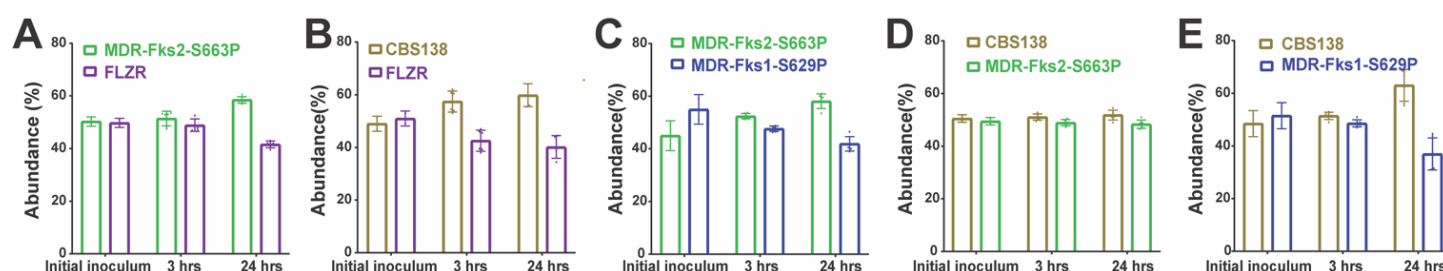 A
Abundance (%)
80
60
40
20
0
MDR-Fks2-S663P
FLZR
Initial inoculum 3 hrs 24 hrs
B
Abundance(%)
80
60
40
20
0
CBS138
FLZR
Initial inoculum 3 hrs 24 hrs
C
Abundance(%)
80
60
40
20
0
MDR-Fks2-S663P
MDR-Fks1-S629P
Initial inoculum 3 hrs 24 hrs
D
Abundance(%)
80
60
40
20
0
CBS138
MDR-Fks2-S663P
Initial inoculum 3 hrs 24 hrs
E
Abundance(%)
80
60
40
20
0
CBS138
MDR-Fks1-S629P
Initial inoculum 3 hrs 24 hrs